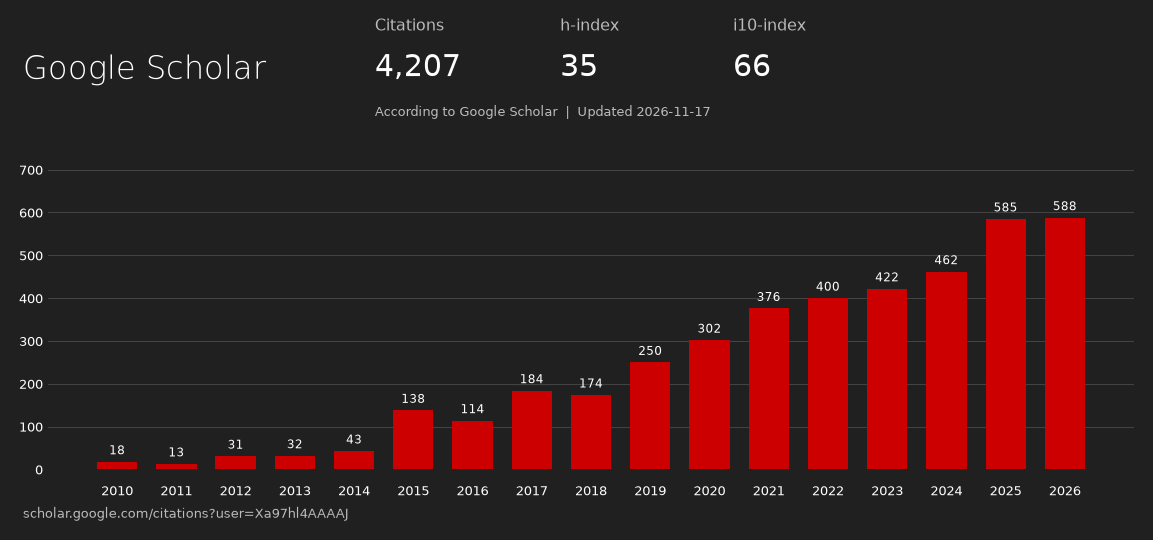 Citations h-index i10-index
Google Scholar 4,207 35 66
According to Google Scholar | Updated 2026-11-17
700
600
500
400
300
200
100
0
18 13 31 32 43 138 114 184 174 250 302 376 400 422 462 585 588
2010 2011 2012 2013 2014 2015 2016 2017 2018 2019 2020 2021 2022 2023 2024 2025 2026
scholar.google.com/citations?user=Xa97hl4AAAAJ